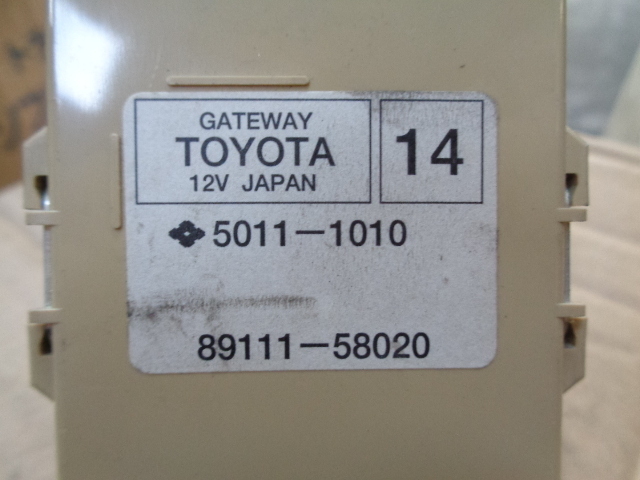 GATEWAY
TOYOTA
12V JAPAN
14
5011-1010
89111-58020